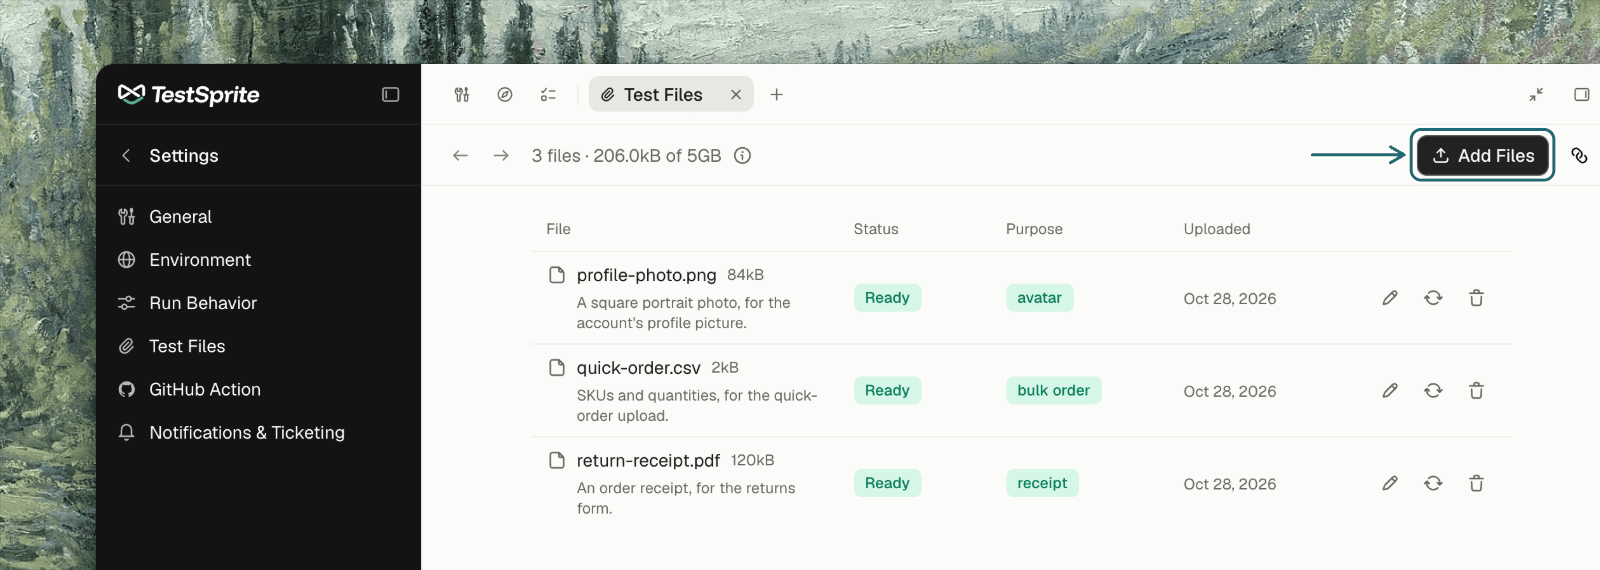 TestSprite
Test Files
Settings
3 files · 206.0kB of 5GB
Add Files
General
Environment
Run Behavior
Test Files
GitHub Action
Notifications & Ticketing
File Status Purpose Uploaded
profile-photo.png 84kB
A square portrait photo, for the
account's profile picture.
Ready avatar Oct 28, 2026
quick-order.csv 2kB
SKUs and quantities, for the quick-
order upload.
Ready bulk order Oct 28, 2026
return-receipt.pdf 120kB
An order receipt, for the returns
form.
Ready receipt Oct 28, 2026